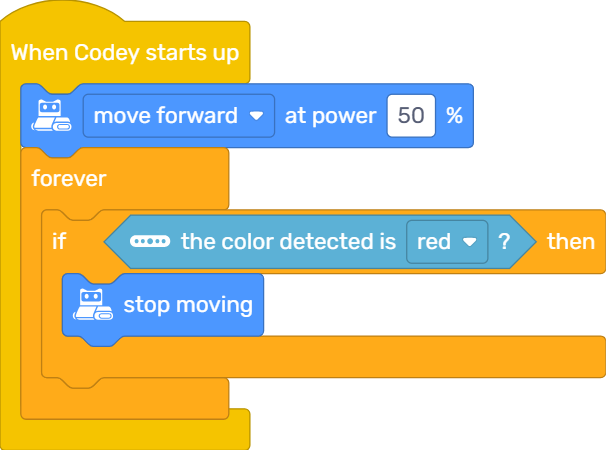 When Codey starts up
move forward at power 50 %
forever
if the color detected is red ? then
stop moving